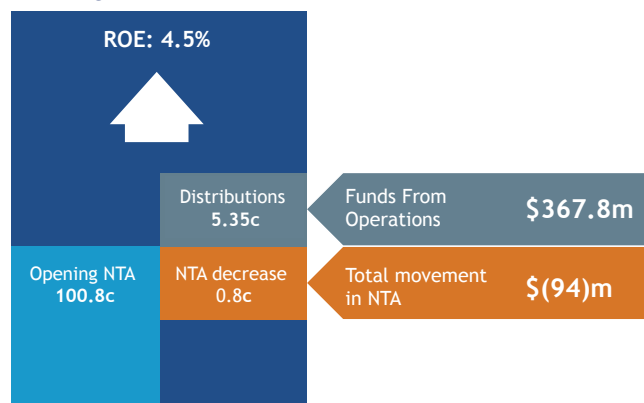 ROE: 4.5%
Distributions
5.35c
Funds From
Operations
$367.8m
Opening NTA
100.8c
NTA decrease
0.8c
Total movement
in NTA
$(94)m